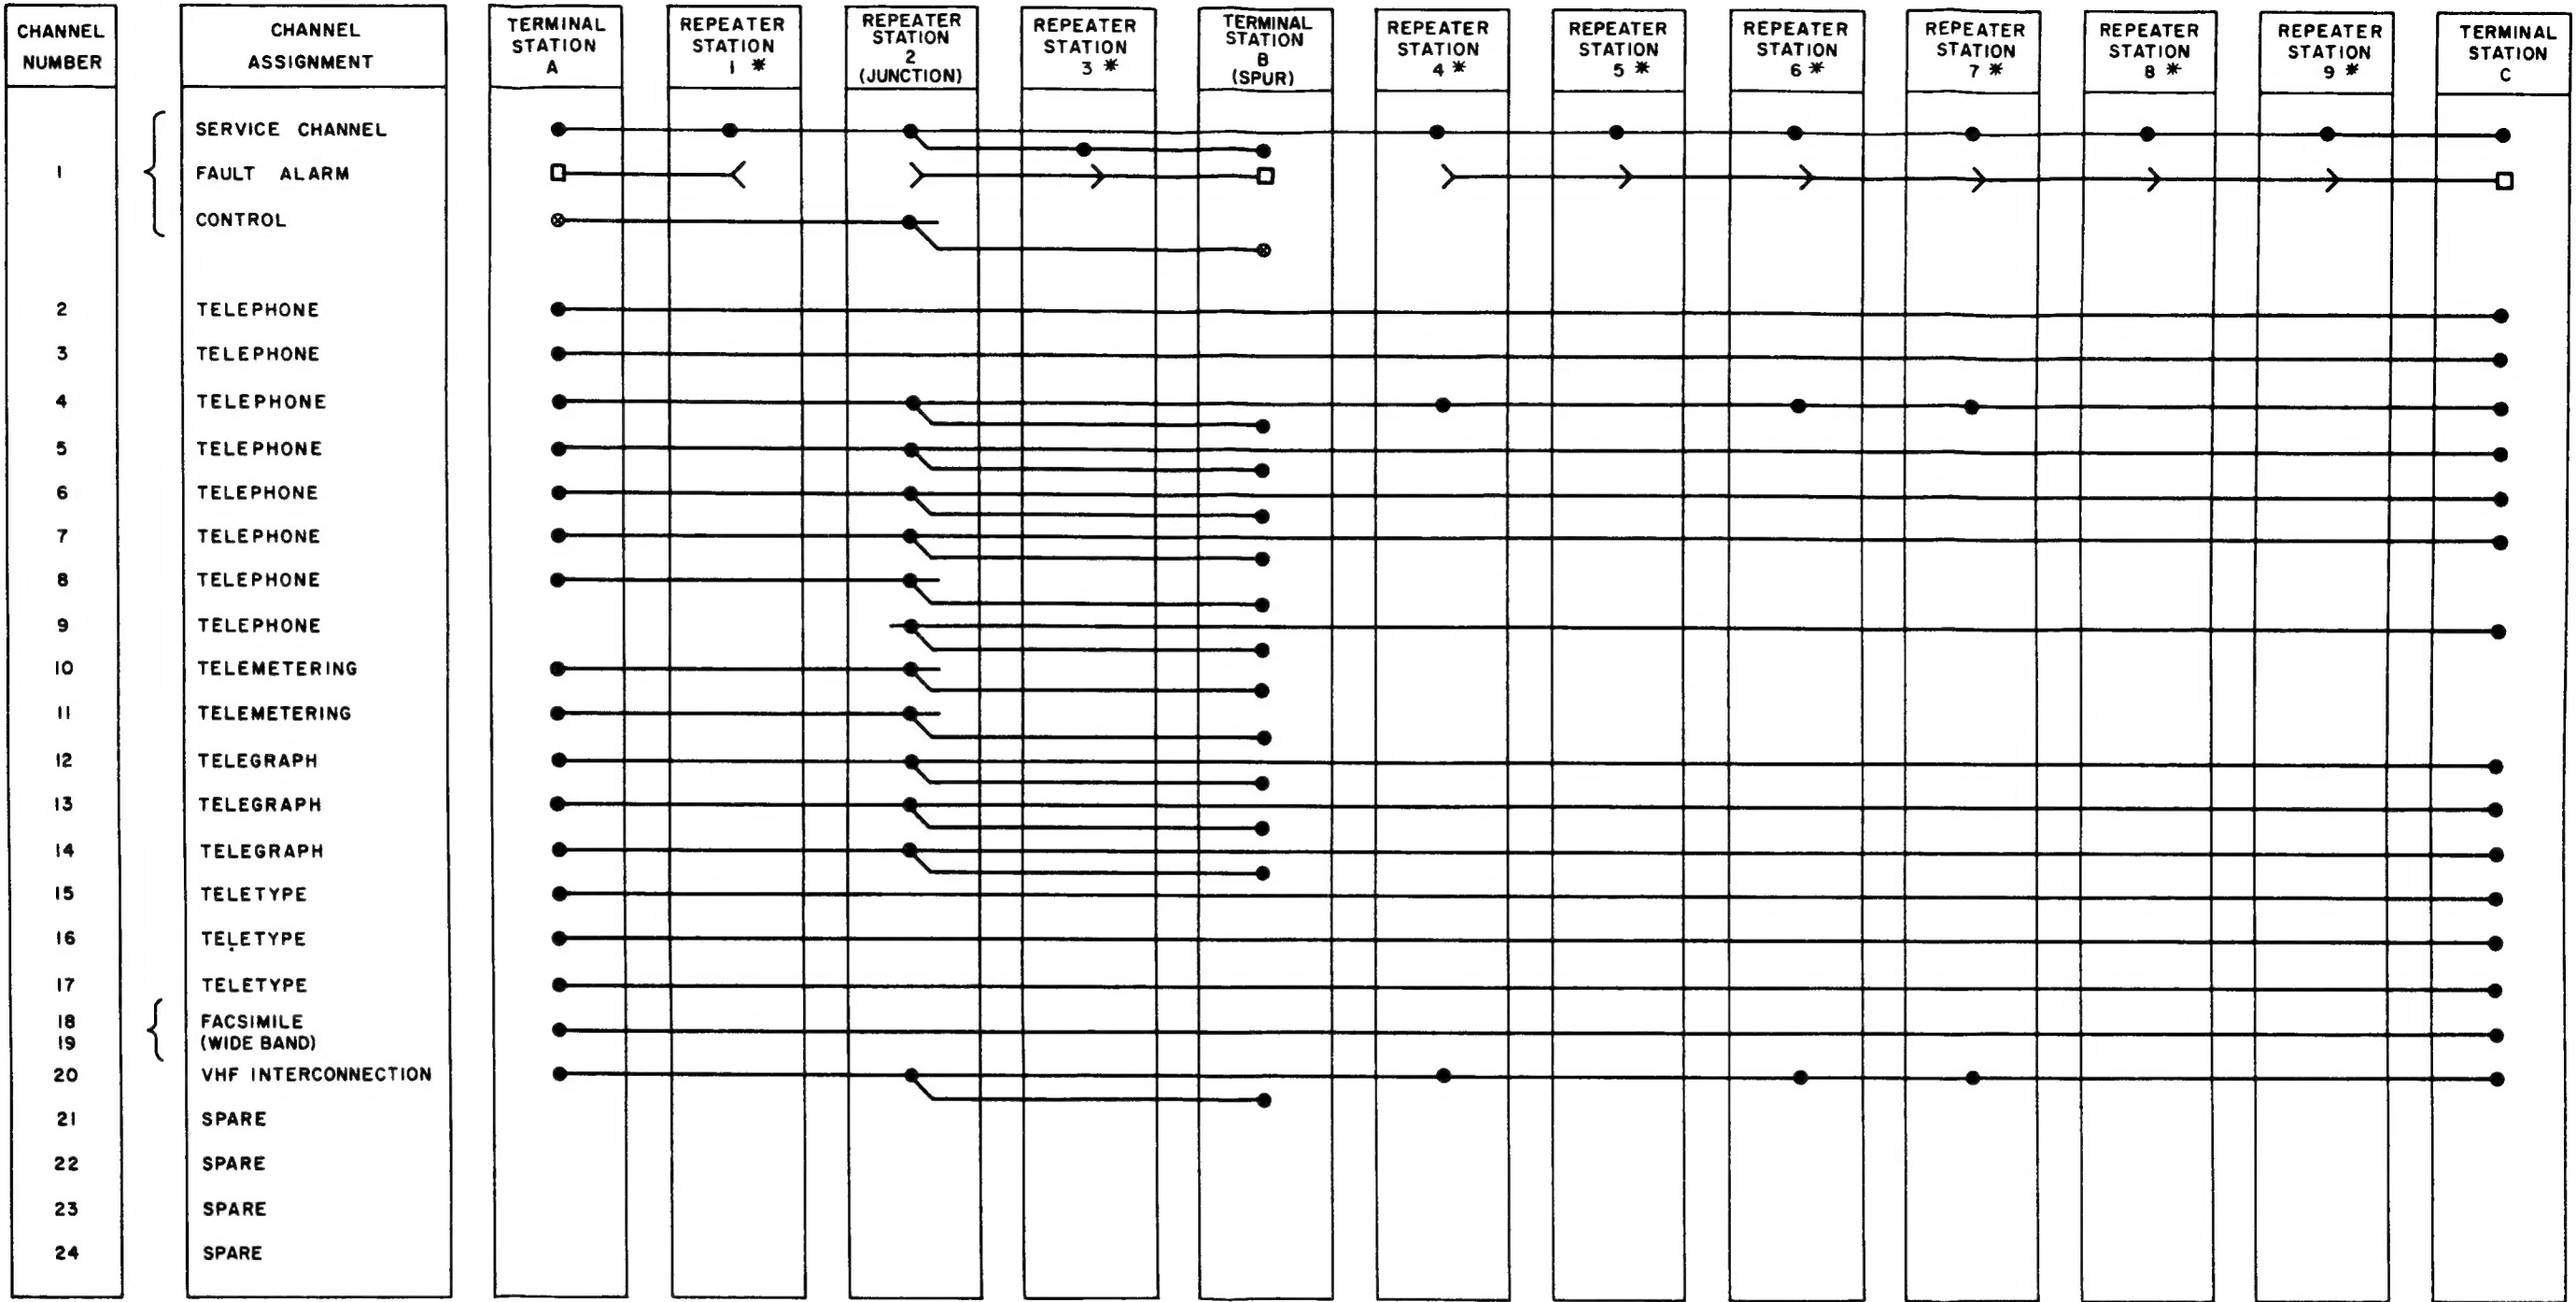 CHANNEL
NUMBER
CHANNEL
ASSIGNMENT
TERMINAL
STATION
A
REPEATER
STATION
1 *
REPEATER
STATION
2
(JUNCTION)
REPEATER
STATION
3 *
TERMINAL
STATION
B
(SPUR)
REPEATER
STATION
4 *
REPEATER
STATION
5 *
REPEATER
STATION
6 *
REPEATER
STATION
7 *
REPEATER
STATION
8 *
REPEATER
STATION
9 *
TERMINAL
STATION
C
SERVICE CHANNEL
1 FAULT ALARM
CONTROL
2 TELEPHONE
3 TELEPHONE
4 TELEPHONE
5 TELEPHONE
6 TELEPHONE
7 TELEPHONE
8 TELEPHONE
9 TELEPHONE
10 TELEMETERING
11 TELEMETERING
12 TELEGRAPH
13 TELEGRAPH
14 TELEGRAPH
15 TELETYPE
16 TELETYPE
17 TELETYPE
18 FACSIMILE
19 (WIDE BAND)
20 VHF INTERCONNECTION
21 SPARE
22 SPARE
23 SPARE
24 SPARE